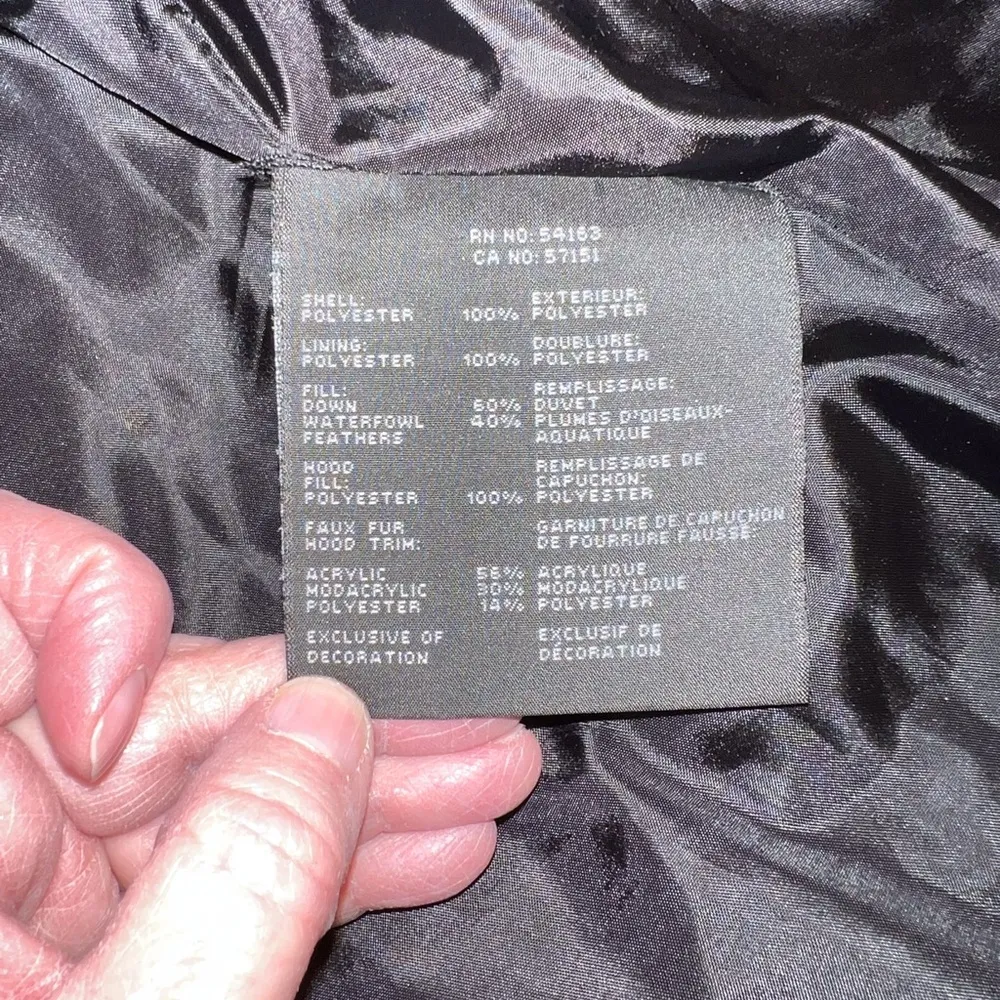 RN NO: 54163
CA NO: 57151
SHELL: EXTERIEUR:
POLYESTER 100% POLYESTER
LINING: DOUBLURE:
POLYESTER 100% POLYESTER
FILL: REMPLISSAGE:
DOWN 60% DUVET
WATERFOWL 40% PLUMES D'OISEAUX-
FEATHERS AQUATIQUE
HOOD REMPLISSAGE DE
FILL: CAPUCHON:
POLYESTER 100% POLYESTER
FAUX FUR GARNITURE DE CAPUCHON
HOOD TRIM: DE FOURRURE FAUSSE:
ACRYLIC 56% ACRYLIQUE
MODACRYLIC 30% MODACRYLIQUE
POLYESTER 14% POLYESTER
EXCLUSIVE OF EXCLUSIF DE
DECORATION DÉCORATION